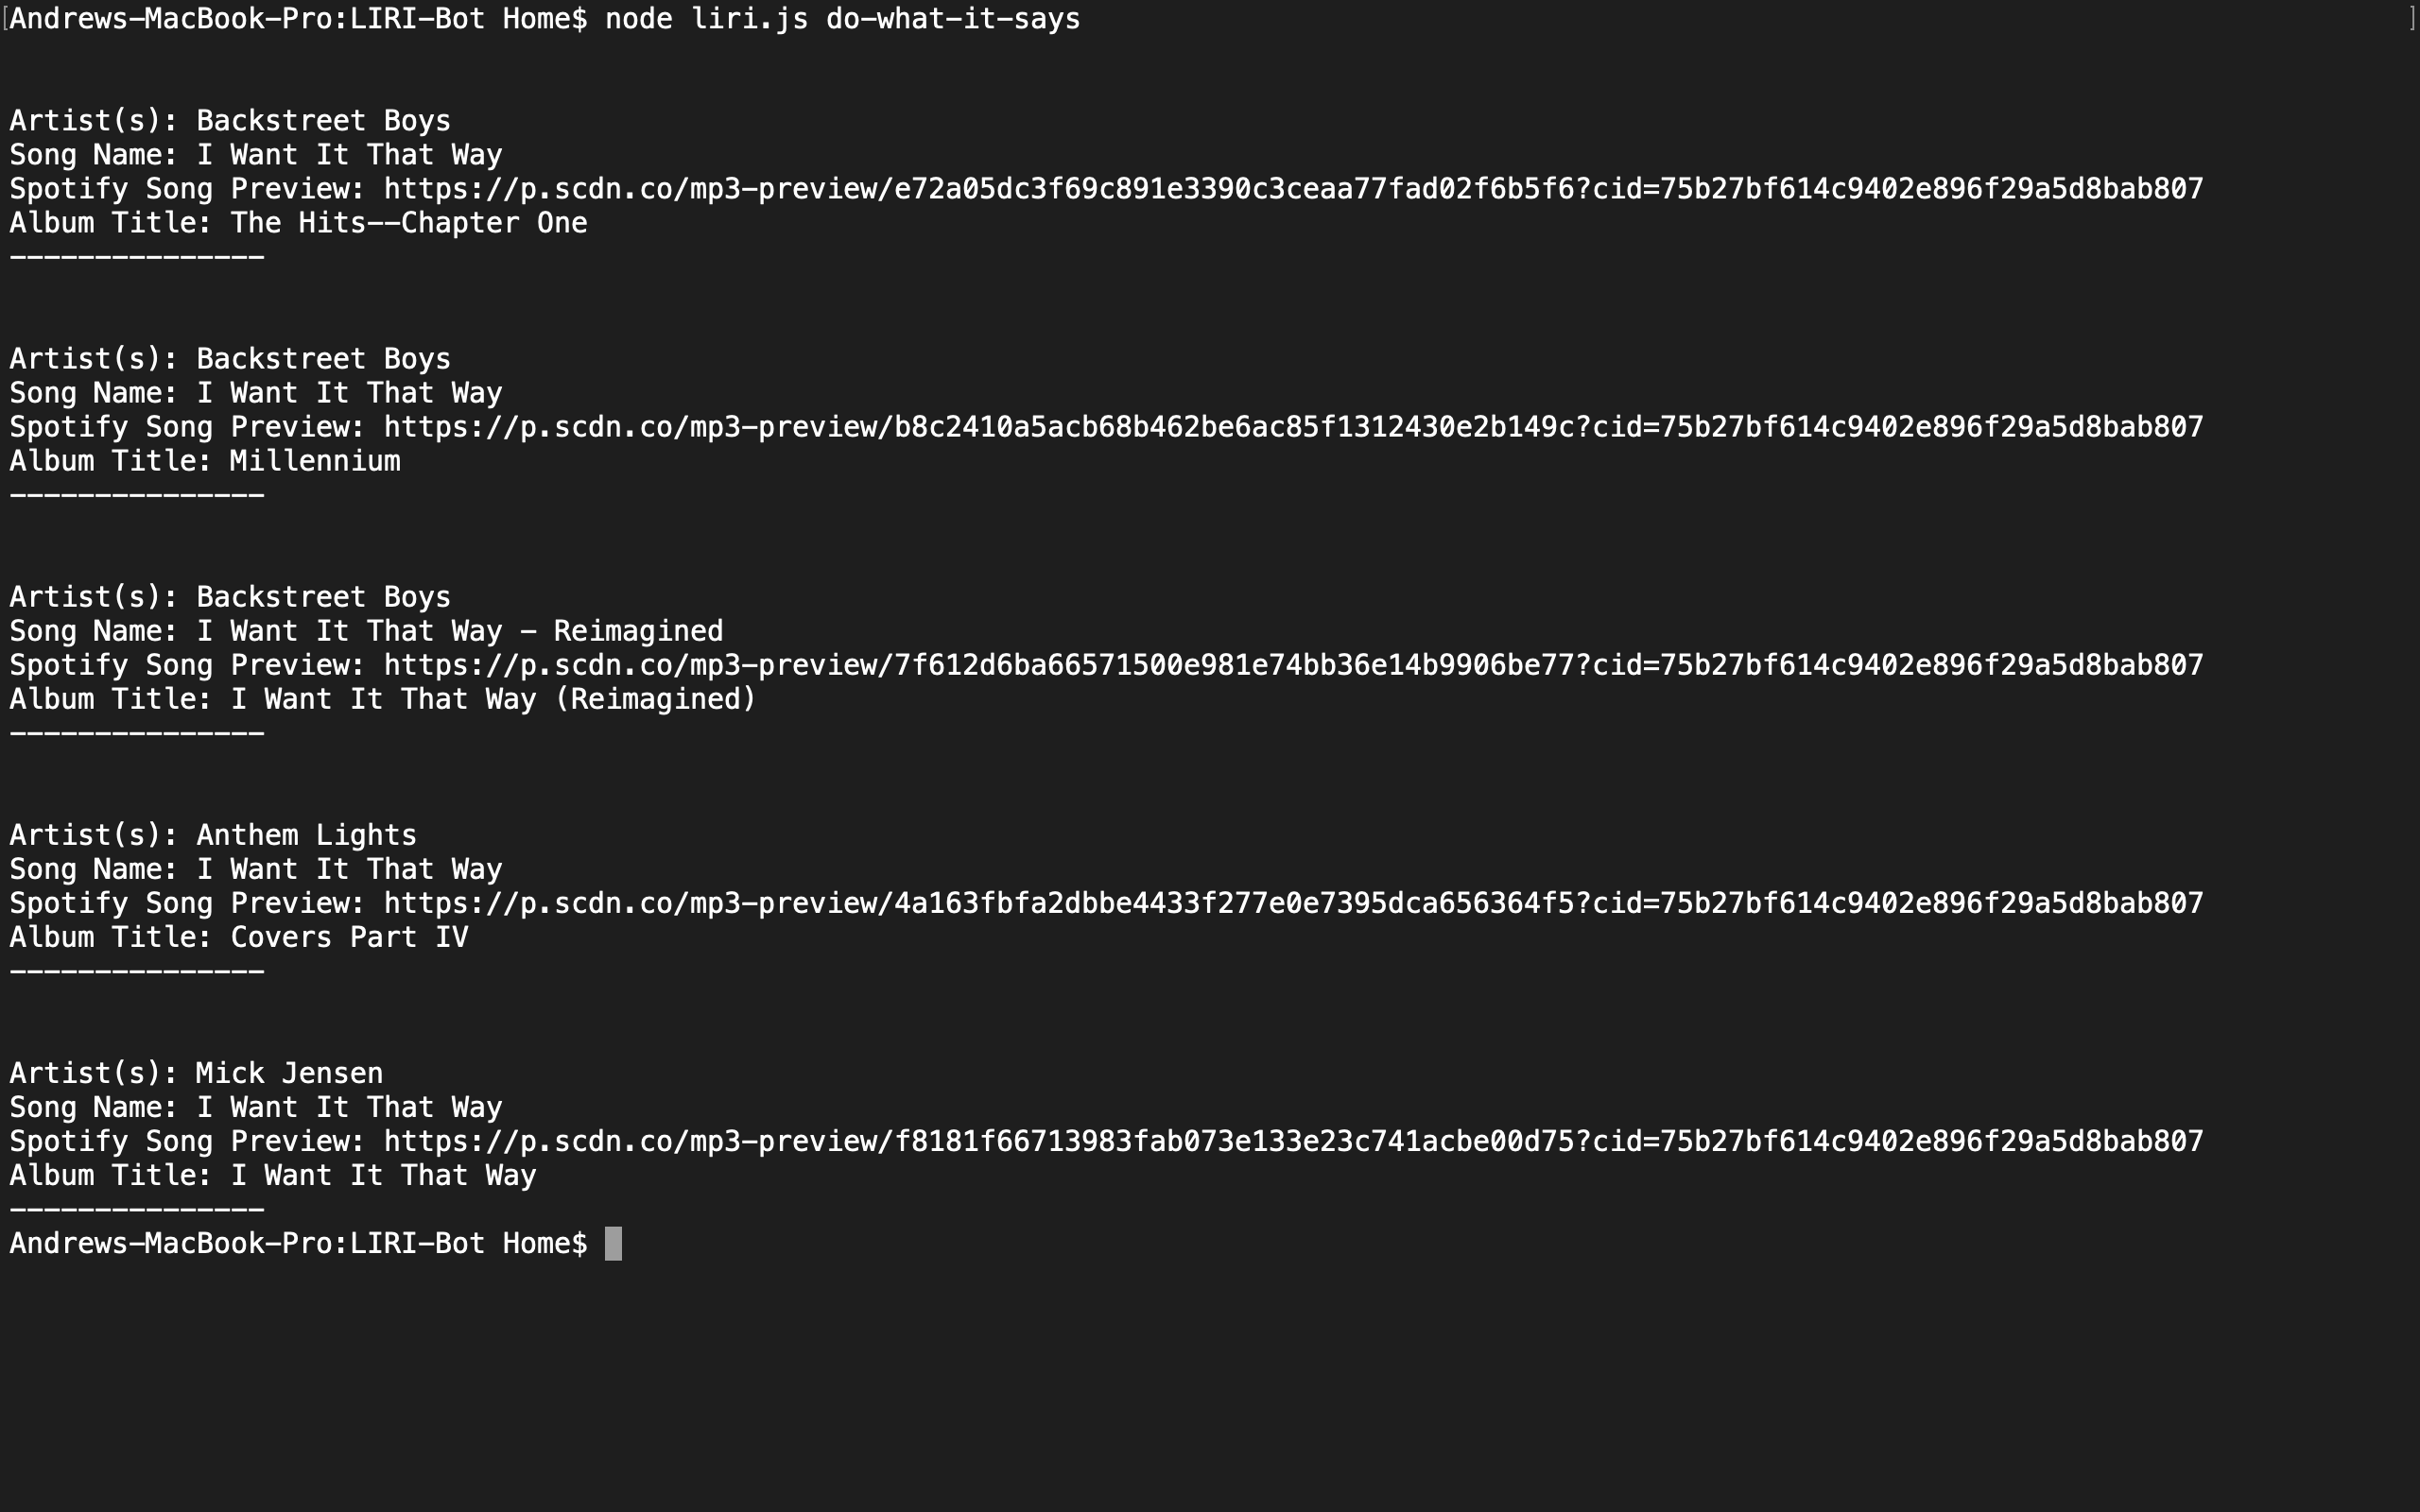 [Andrews-MacBook-Pro:LIRI-Bot Home$ node liri.js do-what-it-says ]
Artist(s): Backstreet Boys
Song Name: I Want It That Way
Spotify Song Preview: https://p.scdn.co/mp3-preview/e72a05dc3f69c891e3390c3ceaa77fad02f6b5f6?cid=75b27bf614c9402e896f29a5d8bab807
Album Title: The Hits--Chapter One
---------------
Artist(s): Backstreet Boys
Song Name: I Want It That Way
Spotify Song Preview: https://p.scdn.co/mp3-preview/b8c2410a5acb68b462be6ac85f1312430e2b149c?cid=75b27bf614c9402e896f29a5d8bab807
Album Title: Millennium
---------------
Artist(s): Backstreet Boys
Song Name: I Want It That Way - Reimagined
Spotify Song Preview: https://p.scdn.co/mp3-preview/7f612d6ba66571500e981e74bb36e14b9906be77?cid=75b27bf614c9402e896f29a5d8bab807
Album Title: I Want It That Way (Reimagined)
---------------
Artist(s): Anthem Lights
Song Name: I Want It That Way
Spotify Song Preview: https://p.scdn.co/mp3-preview/4a163fbfa2dbbe4433f277e0e7395dca656364f5?cid=75b27bf614c9402e896f29a5d8bab807
Album Title: Covers Part IV
---------------
Artist(s): Mick Jensen
Song Name: I Want It That Way
Spotify Song Preview: https://p.scdn.co/mp3-preview/f8181f66713983fab073e133e23c741acbe00d75?cid=75b27bf614c9402e896f29a5d8bab807
Album Title: I Want It That Way
---------------
Andrews-MacBook-Pro:LIRI-Bot Home$